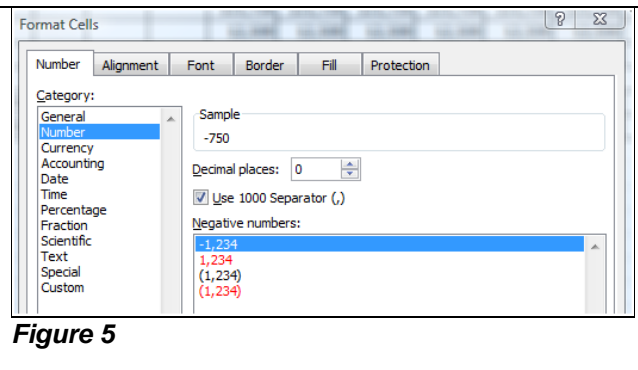 Format Cells
Number Alignment Font Border Fill Protection
Category:
General
Number
Currency
Accounting
Date
Time
Percentage
Fraction
Scientific
Text
Special
Custom
Sample
-750
Decimal places: 0
Use 1000 Separator (,)
Negative numbers:
-1,234
1,234
(1,234)
(1,234)
Figure 5